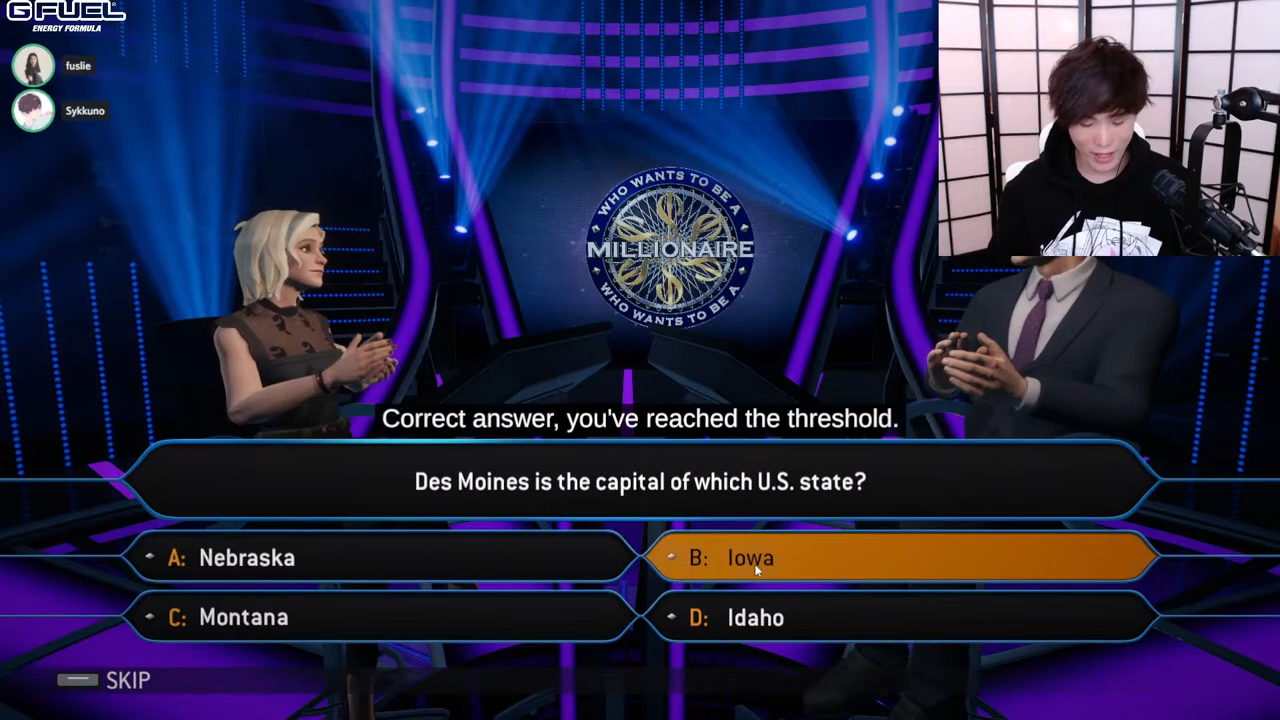 G FUEL
ENERGY FORMULA
fuslie
Sykkuno
WHO WANTS TO BE A
MILLIONAIRE
WHO WANTS TO BE A
Correct answer, you've reached the threshold.
Des Moines is the capital of which U.S. state?
A: Nebraska
B: Iowa
C: Montana
D: Idaho
SKIP